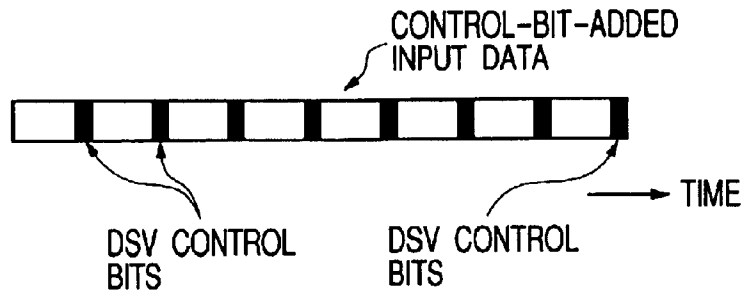 CONTROL-BIT-ADDED
INPUT DATA
TIME
DSV CONTROL
BITS
DSV CONTROL
BITS